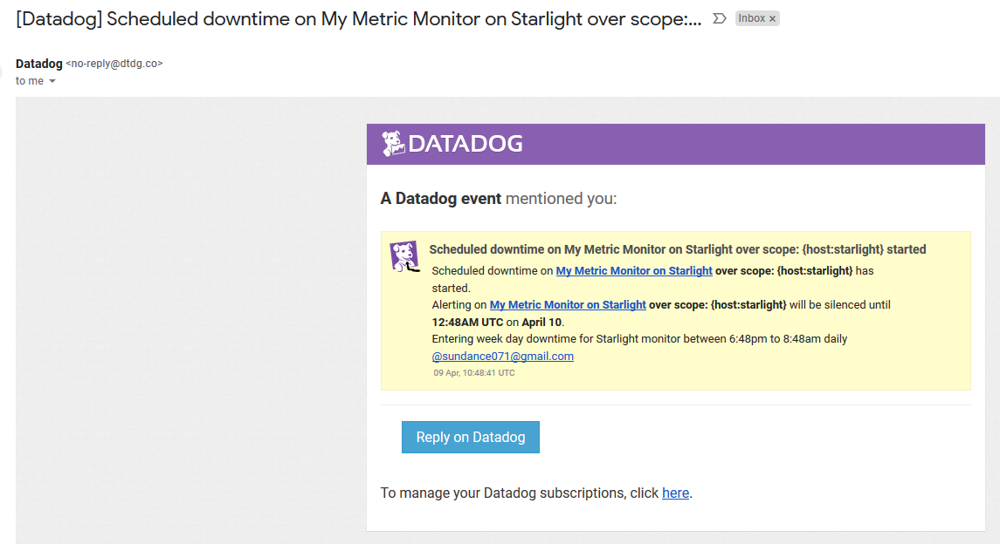 [Datadog] Scheduled downtime on My Metric Monitor on Starlight over scope:... Inbox ×
Datadog <no-reply@dtdg.co>
to me
DATADOG
A Datadog event mentioned you:
Scheduled downtime on My Metric Monitor on Starlight over scope: {host:starlight} started
Scheduled downtime on My Metric Monitor on Starlight over scope: {host:starlight} has
started.
Alerting on My Metric Monitor on Starlight over scope: {host:starlight} will be silenced until
12:48AM UTC on April 10.
Entering week day downtime for Starlight monitor between 6:48pm to 8:48am daily
@sundance071@gmail.com
09 Apr, 10:48:41 UTC
Reply on Datadog
To manage your Datadog subscriptions, click here.